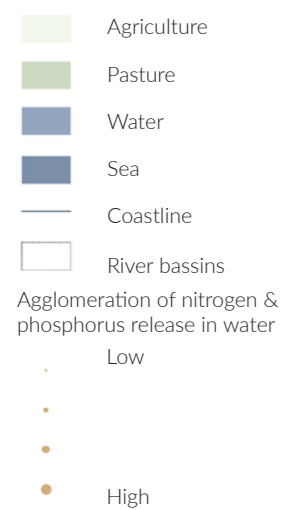 Agriculture
Pasture
Water
Sea
Coastline
River bassins
Agglomeration of nitrogen &
phosphorus release in water
Low
High